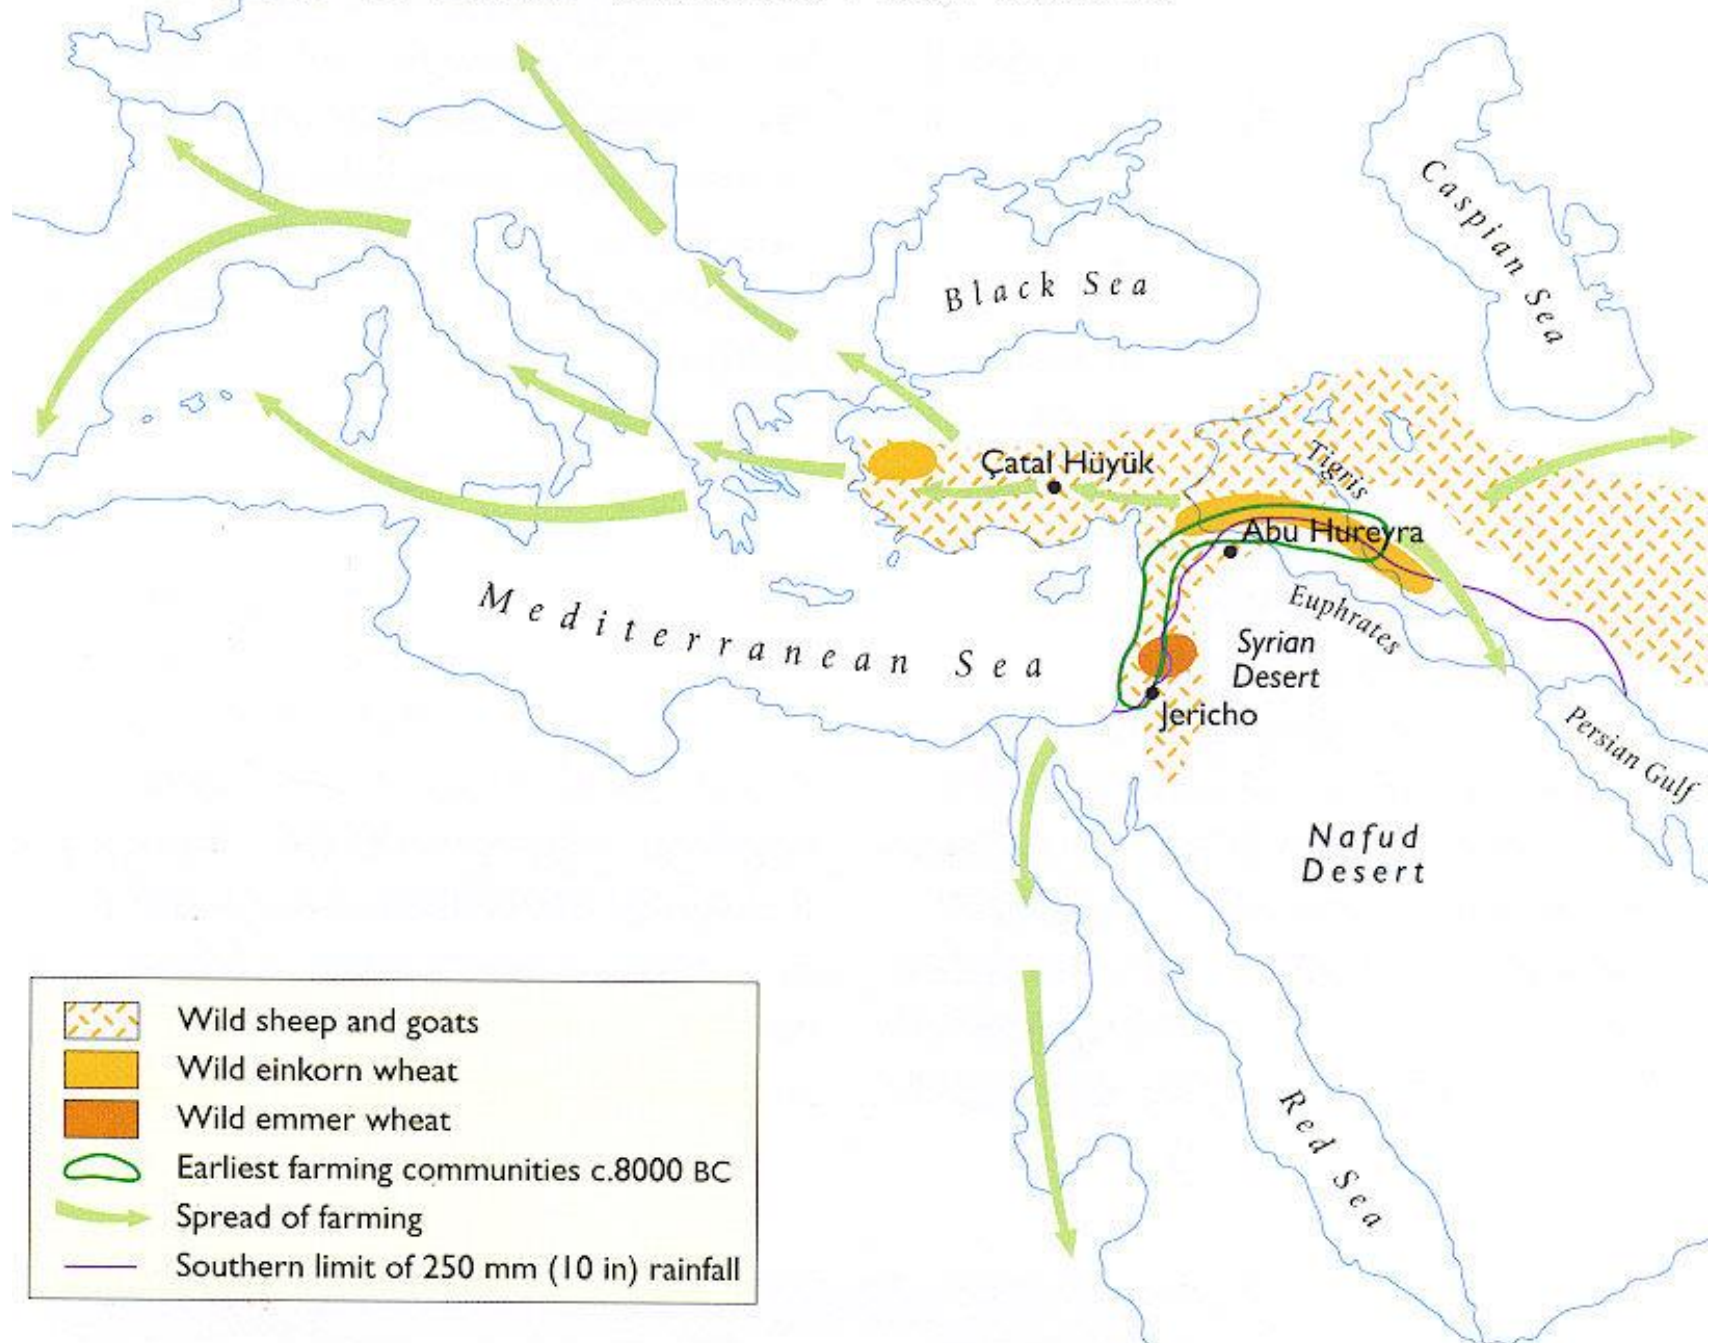 Caspian Sea
Black Sea
Çatal Hüyük
Tigris
Abu Hureyra
Mediterranean Sea
Euphrates
Syrian
Desert
Jericho
Persian Gulf
Nafud
Desert
Red Sea
Wild sheep and goats
Wild einkorn wheat
Wild emmer wheat
Earliest farming communities c.8000 BC
Spread of farming
Southern limit of 250 mm (10 in) rainfall